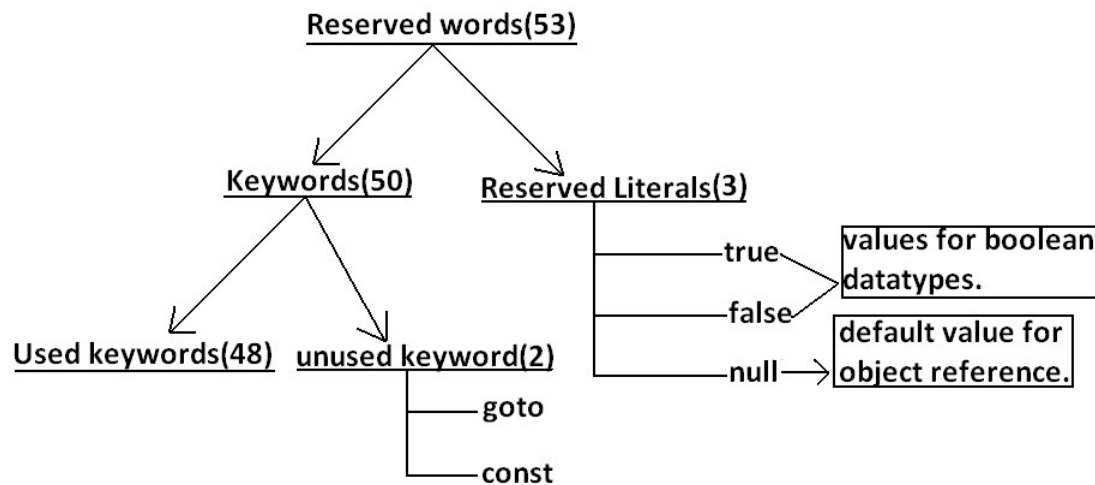 Reserved words(53)
Keywords(50)
Reserved Literals(3)
true
values for boolean
datatypes.
false
Used keywords(48)
unused keyword(2)
null
default value for
object reference.
goto
const